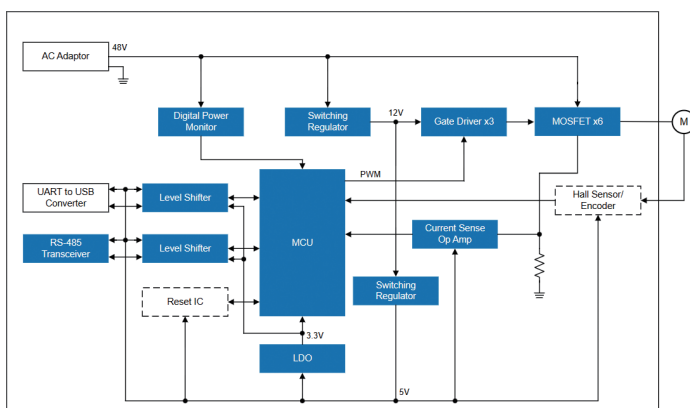 48V
AC Adaptor
Digital Power
Monitor
Switching
Regulator
12V
Gate Driver x3
MOSFET x6
M
PWM
UART to USB
Converter
Level Shifter
MCU
Hall Sensor/
Encoder
RS-485
Transceiver
Level Shifter
Current Sense
Op Amp
Reset IC
Switching
Regulator
3.3V
LDO
5V